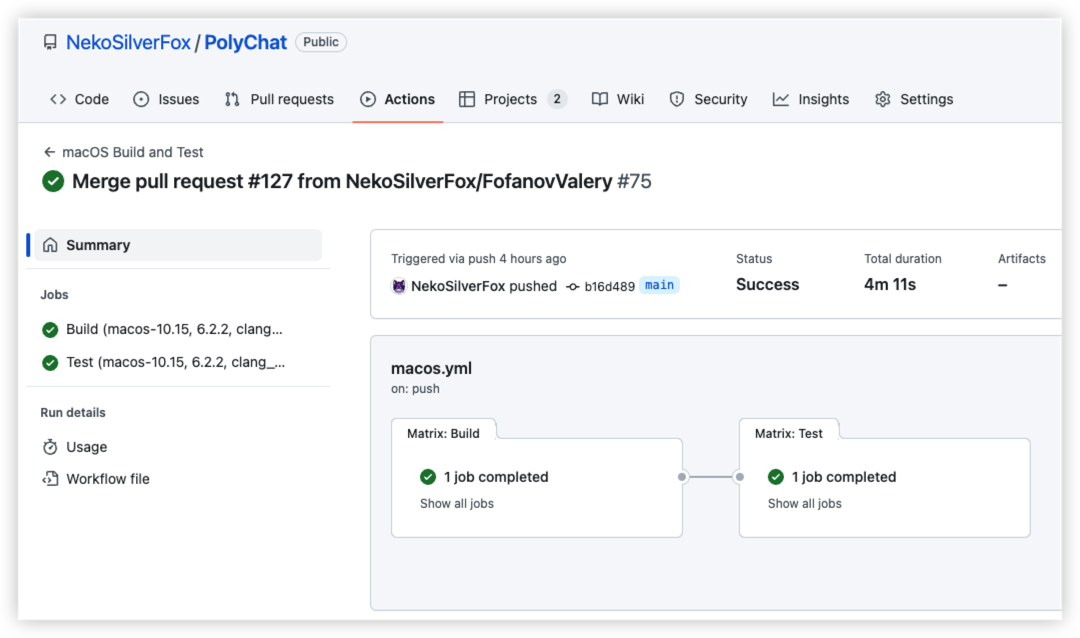 NekoSilverFox / PolyChat Public
Code Issues Pull requests Actions Projects 2 Wiki Security Insights Settings
macOS Build and Test
Merge pull request #127 from NekoSilverFox/FofanovValery #75
Summary
Jobs
Build (macos-10.15, 6.2.2, clang...
Test (macos-10.15, 6.2.2, clang_...
Run details
Usage
Workflow file
Triggered via push 4 hours ago
NekoSilverFox pushed b16d489 main
Status
Success
Total duration
4m 11s
Artifacts
–
macos.yml
on: push
Matrix: Build
1 job completed
Show all jobs
Matrix: Test
1 job completed
Show all jobs